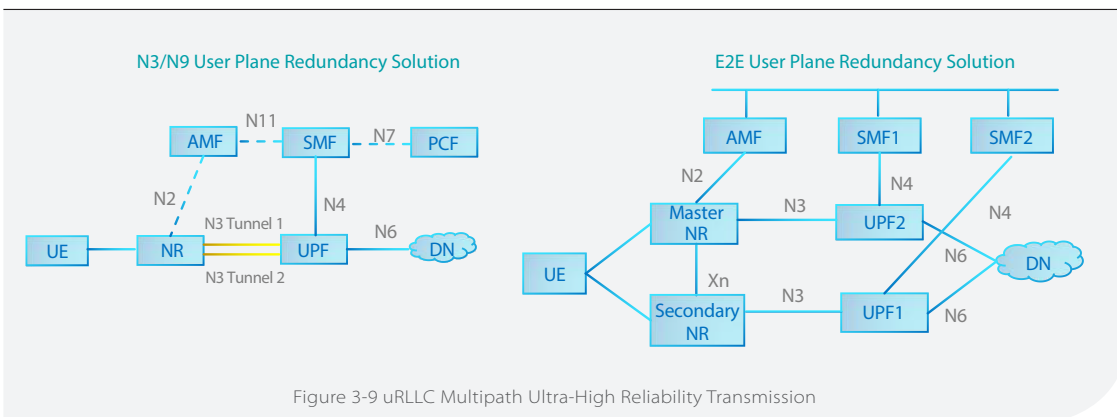 N3/N9 User Plane Redundancy Solution
AMF
N11
SMF
N7
PCF
N2
N4
N3 Tunnel 1
UE
NR
UPF
N6
DN
N3 Tunnel 2
E2E User Plane Redundancy Solution
AMF
SMF1
SMF2
N2
N4
N4
Master
NR
N3
UPF2
N6
UE
DN
Xn
Secondary
NR
N3
UPF1
N6
Figure 3-9 uRLLC Multipath Ultra-High Reliability Transmission